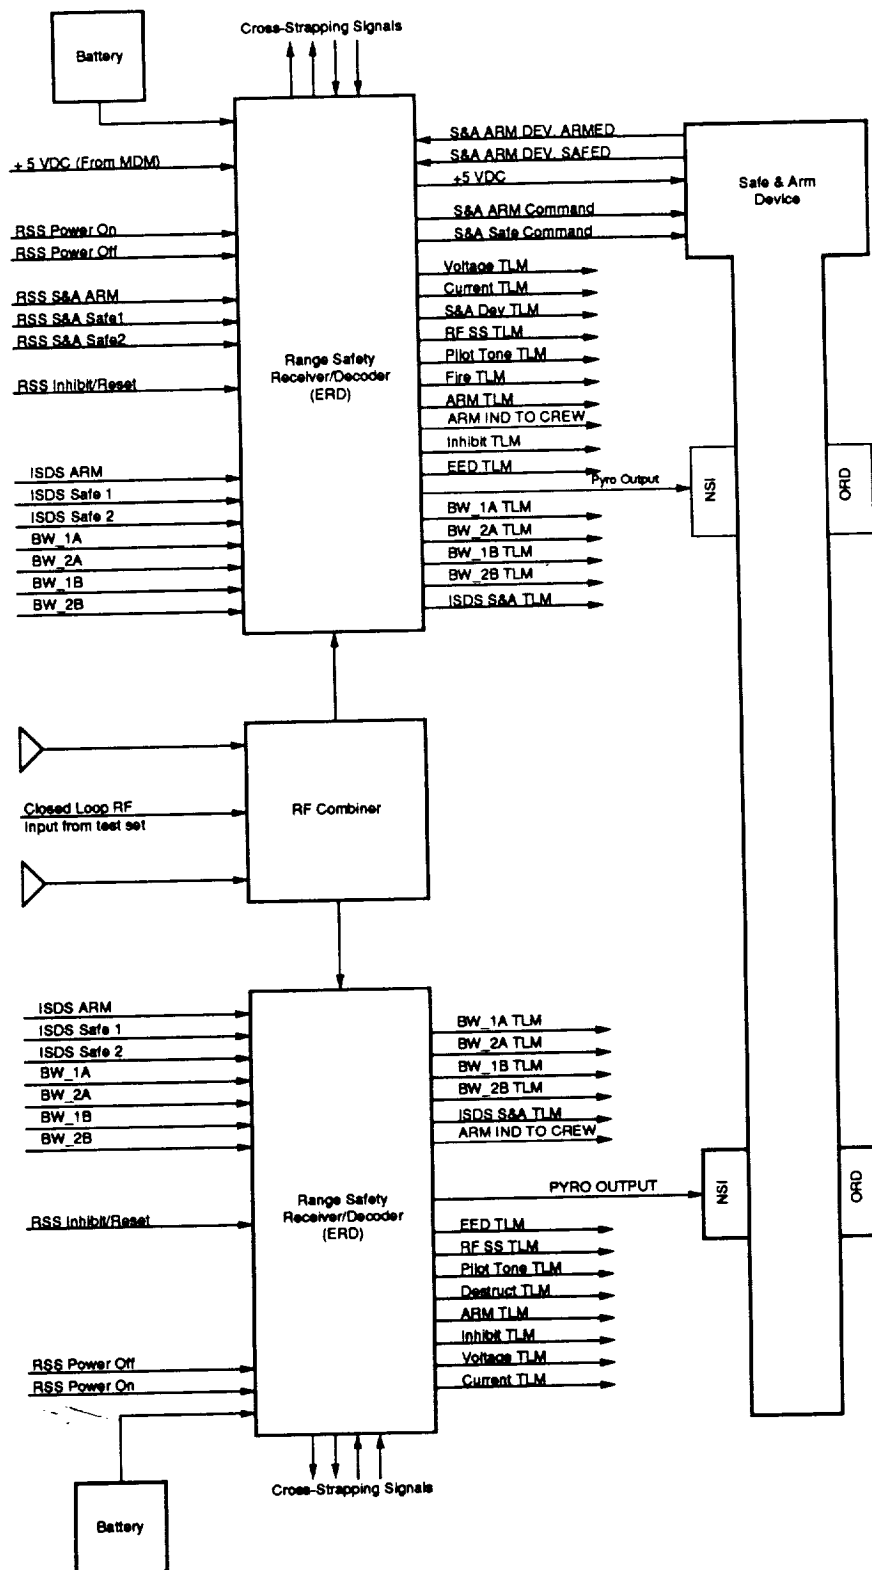 Cross-Strapping Signals
Battery
+ 5 VDC (From MDM)
RSS Power On
RSS Power Off
RSS S&A ARM
RSS S&A Safe1
RSS S&A Safe2
RSS Inhibit/Reset
ISDS ARM
ISDS Safe 1
ISDS Safe 2
BW_1A
BW_2A
BW_1B
BW_2B
Range Safety
Receiver/Decoder
(ERD)
S&A ARM DEV. ARMED
S&A ARM DEV. SAFED
+5 VDC
S&A ARM Command
S&A Safe Command
Safe & Arm
Device
Voltage TLM
Current TLM
S&A Dev TLM
RF SS TLM
Pilot Tone TLM
Fire TLM
ARM TLM
ARM IND TO CREW
Inhibit TLM
EED TLM
Pyro Output
NSI
ORD
BW_1A TLM
BW_2A TLM
BW_1B TLM
BW_2B TLM
ISDS S&A TLM
Closed Loop RF
Input from test set
RF Combiner
ISDS ARM
ISDS Safe 1
ISDS Safe 2
BW_1A
BW_2A
BW_1B
BW_2B
RSS Inhibit/Reset
RSS Power Off
RSS Power On
Range Safety
Receiver/Decoder
(ERD)
BW_1A TLM
BW_2A TLM
BW_1B TLM
BW_2B TLM
ISDS S&A TLM
ARM IND TO CREW
PYRO OUTPUT
NSI
ORD
EED TLM
RF SS TLM
Pilot Tone TLM
Destruct TLM
ARM TLM
Inhibit TLM
Voltage TLM
Current TLM
Cross-Strapping Signals
Battery